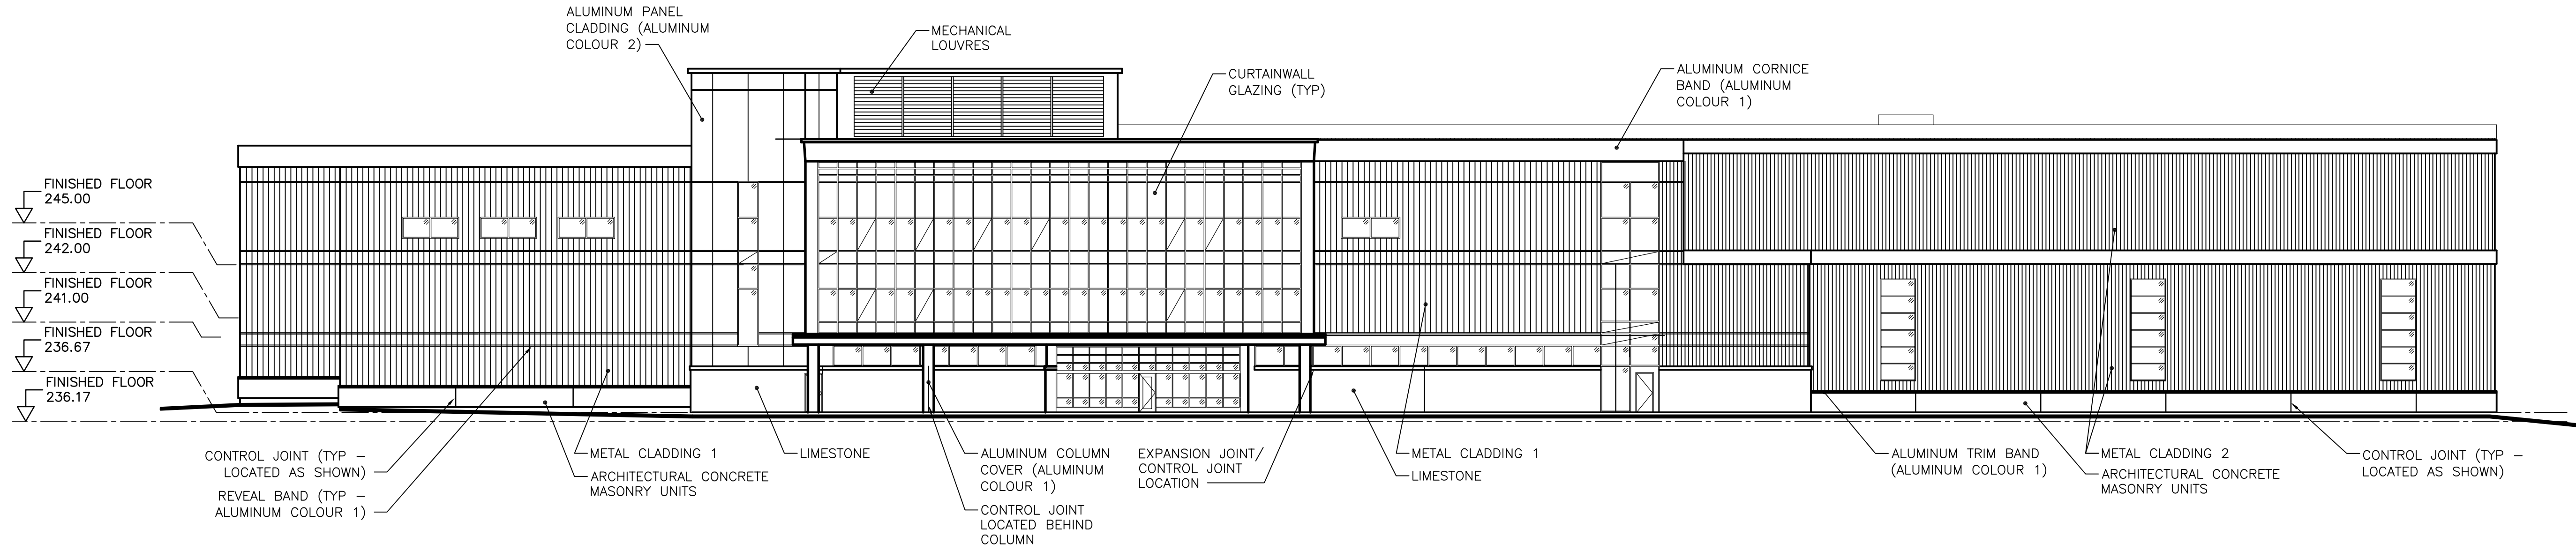 ALUMINUM PANEL
CLADDING (ALUMINUM
COLOUR 2)
MECHANICAL
LOUVRES
CURTAINWALL
GLAZING (TYP)
ALUMINUM CORNICE
BAND (ALUMINUM
COLOUR 1)
FINISHED FLOOR
245.00
FINISHED FLOOR
242.00
FINISHED FLOOR
241.00
FINISHED FLOOR
236.67
FINISHED FLOOR
236.17
CONTROL JOINT (TYP –
LOCATED AS SHOWN)
REVEAL BAND (TYP –
ALUMINUM COLOUR 1)
METAL CLADDING 1
ARCHITECTURAL CONCRETE
MASONRY UNITS
LIMESTONE
ALUMINUM COLUMN
COVER (ALUMINUM
COLOUR 1)
CONTROL JOINT
LOCATED BEHIND
COLUMN
EXPANSION JOINT/
CONTROL JOINT
LOCATION
METAL CLADDING 1
LIMESTONE
ALUMINUM TRIM BAND
(ALUMINUM COLOUR 1)
METAL CLADDING 2
ARCHITECTURAL CONCRETE
MASONRY UNITS
CONTROL JOINT (TYP –
LOCATED AS SHOWN)